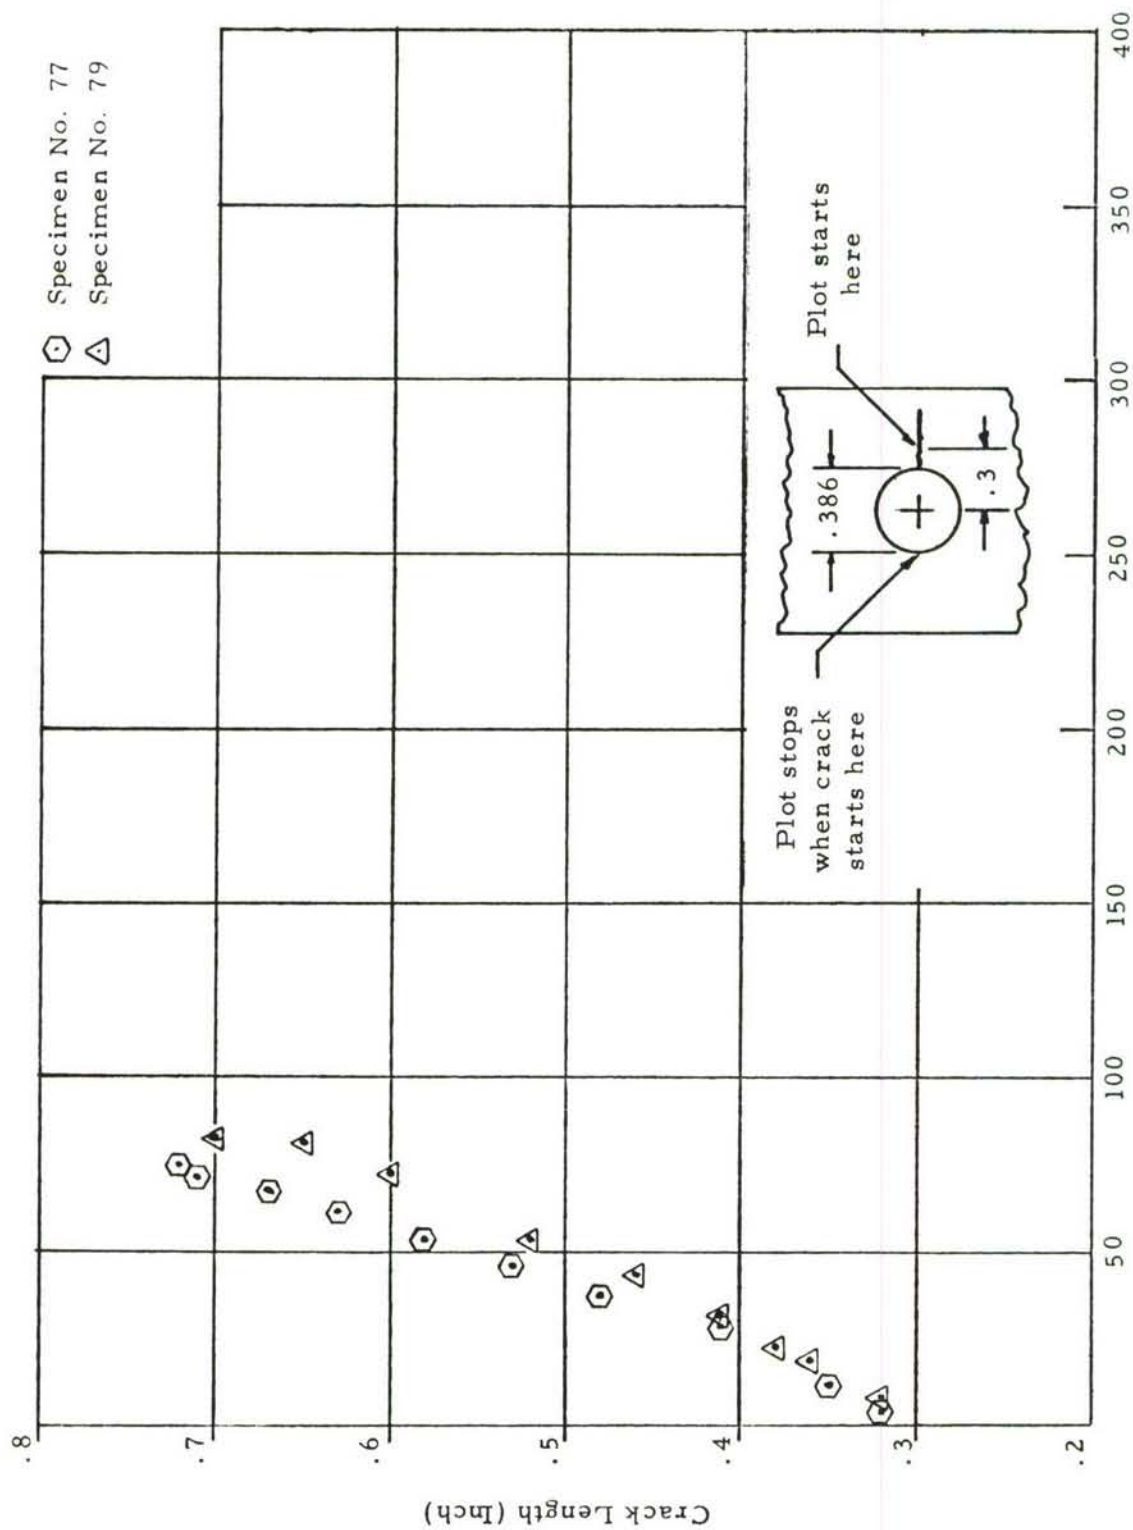 Specimen No. 77
Specimen No. 79
.8
.7
.6
.5
.4
.3
.2
Crack Length (Inch)
50
100
150
200
250
300
350
400
Plot stops
when crack
starts here
Plot starts
here
.386
.3